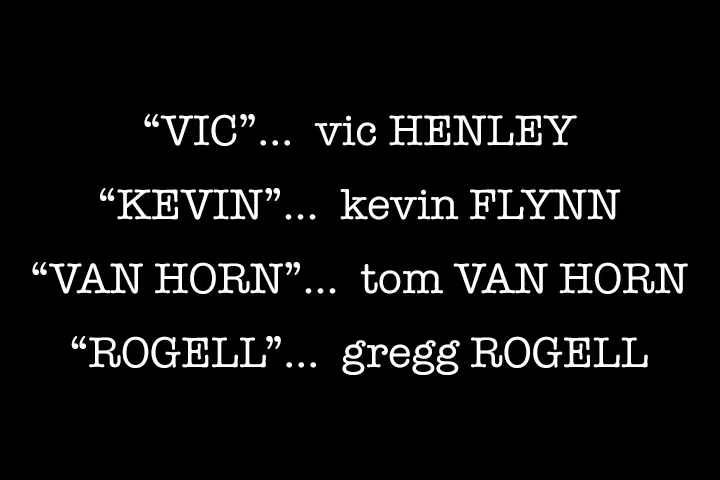 “VIC”... vic HENLEY
“KEVIN”... kevin FLYNN
“VAN HORN”... tom VAN HORN
“ROGELL”... gregg ROGELL